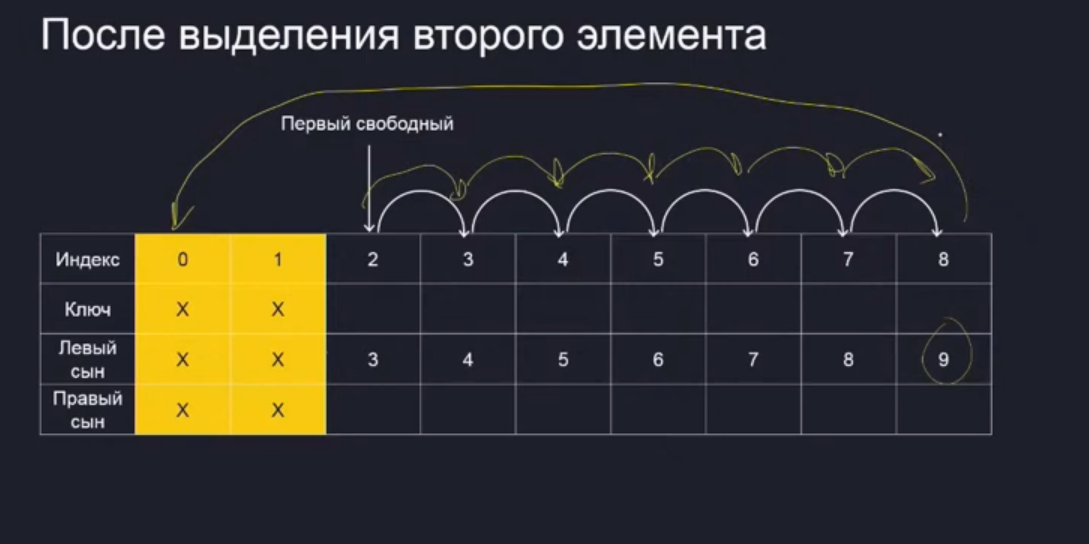 После выделения второго элемента
Первый свободный
Индекс 0 1 2 3 4 5 6 7 8
Ключ X X
Левый сын X X 3 4 5 6 7 8 9
Правый сын X X